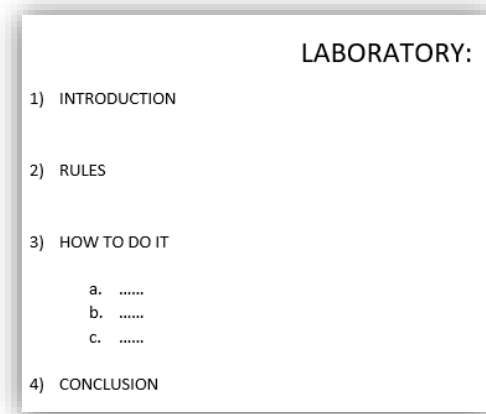 LABORATORY:
1) INTRODUCTION
2) RULES
3) HOW TO DO IT
a. ......
b. ......
c. ......
4) CONCLUSION